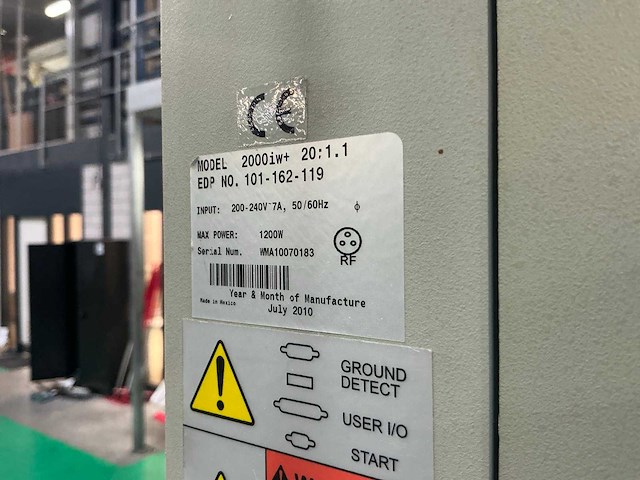 CE
MODEL 2000iw+ 20:1.1
EDP NO. 101-162-119
INPUT: 200-240V~7A, 50/60Hz ϕ
MAX POWER: 1200W
Serial Num. WMA10070183
RF
Year & Month of Manufacture
Made in Mexico
July 2010
GROUND
DETECT
USER I/O
START